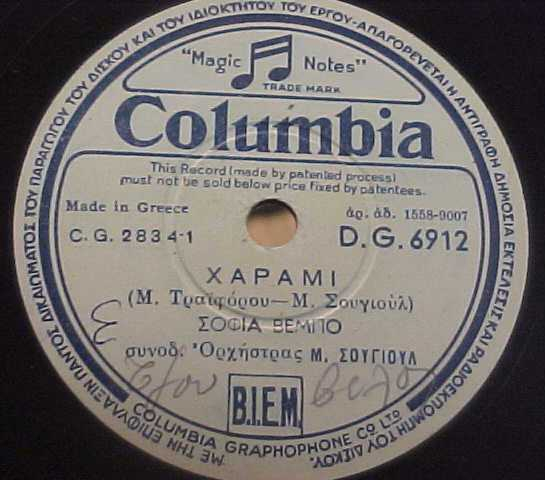 ΜΕ ΤΗΝ ΕΠΙΦΥΛΑΞΙΝ ΠΑΝΤΟΣ ΔΙΚΑΙΩΜΑΤΟΣ ΤΟΥ ΠΑΡΑΓΩΓΟΥ ΤΟΥ ΔΙΣΚΟΥ ΚΑΙ ΤΟΥ ΙΔΙΟΚΤΗΤΟΥ ΤΟΥ ΕΡΓΟΥ-ΑΠΑΓΟΡΕΥΕΤΑΙ Η ΑΝΤΙΓΡΑΦΗ ΔΗΜΟΣΙΑ ΕΚΤΕΛΕΣΙΣ ΚΑΙ ΡΑΔΙΟΕΚΠΟΜΠΗ ΤΟΥ ΔΙΣΚΟΥ.
"Magic Notes"
TRADE MARK
Columbia
This Record (made by patented process)
must not be sold below price fixed by patentees.
Made in Greece ἀρ. ἀδ. 1558-9007
C.G. 2834-1 D.G. 6912
ΧΑΡΑΜΙ
(Μ. Τραϊφόρου—Μ. Σουγιούλ)
ΣΟΦΙΑ ΒΕΜΠΟ
συνοδ. Ὀρχήστρας Μ. ΣΟΥΓΙΟΥΛ
B.I.E.M.
COLUMBIA GRAPHOPHONE CO LTD